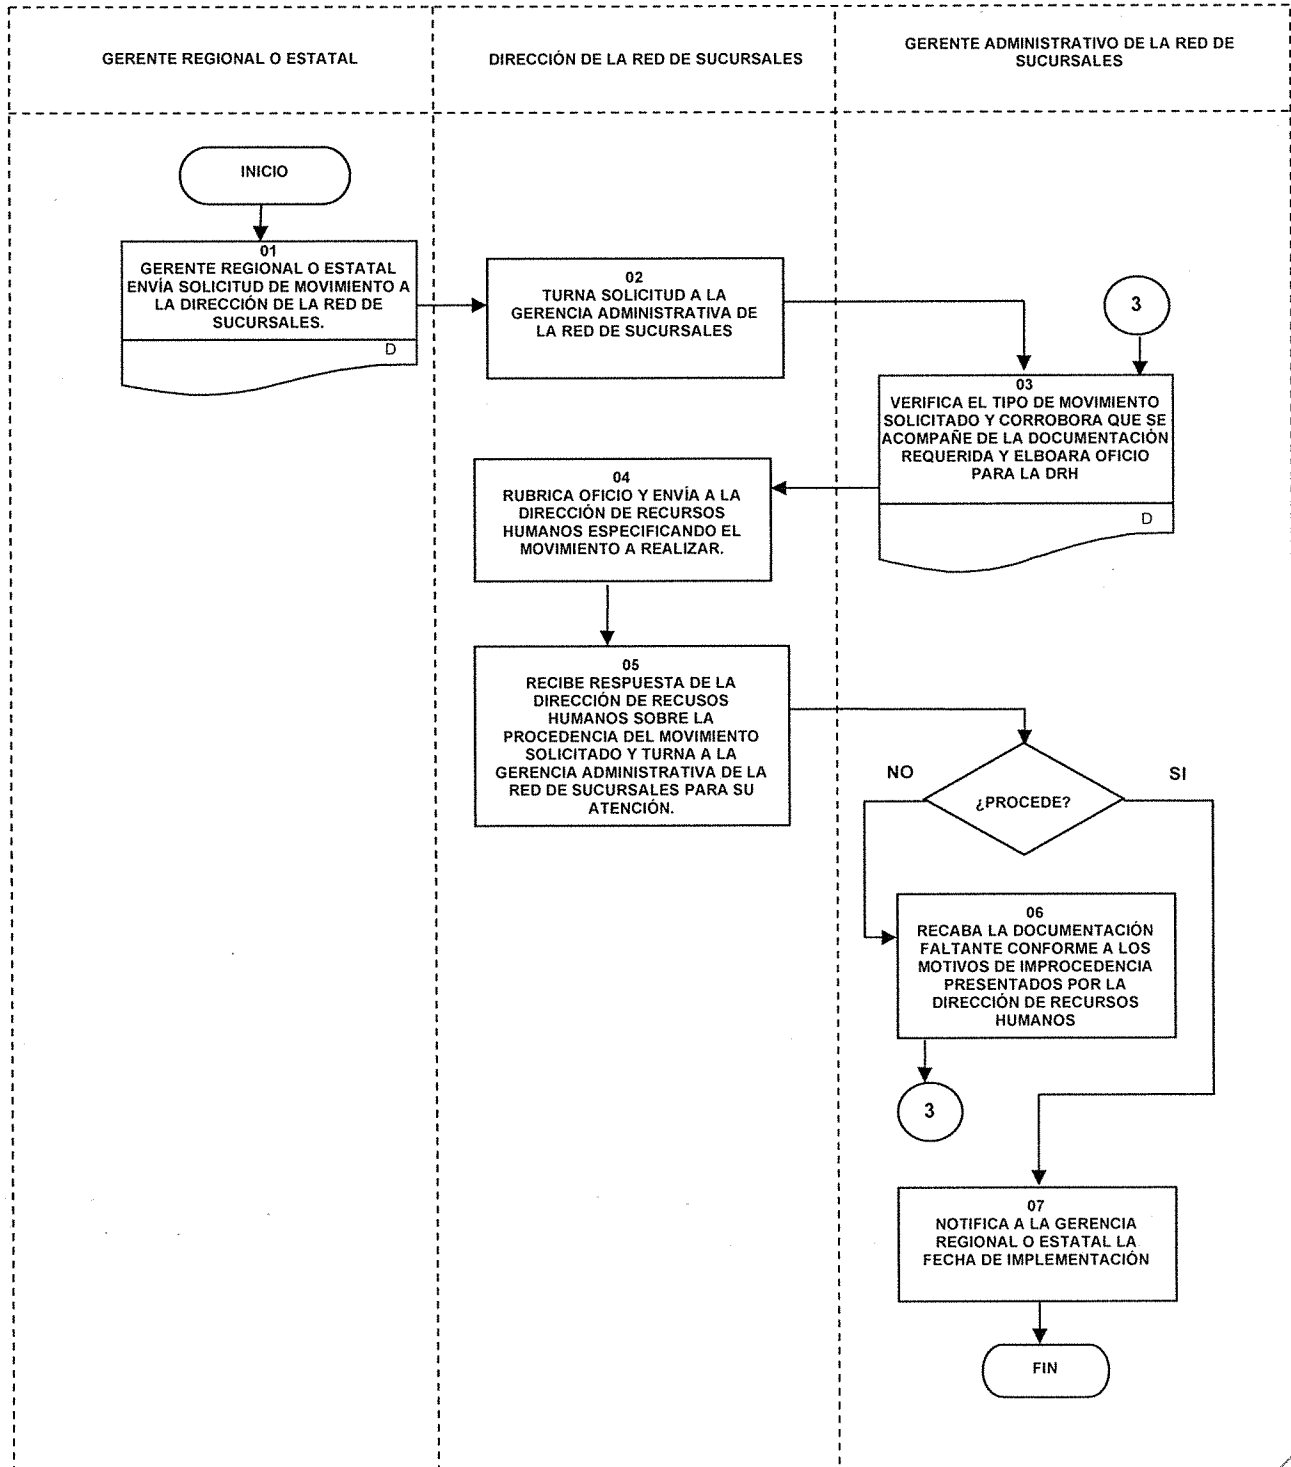 GERENTE REGIONAL O ESTATAL
DIRECCIÓN DE LA RED DE SUCURSALES
GERENTE ADMINISTRATIVO DE LA RED DE
SUCURSALES
INICIO
01
GERENTE REGIONAL O ESTATAL
ENVÍA SOLICITUD DE MOVIMIENTO A
LA DIRECCIÓN DE LA RED DE
SUCURSALES.
D
02
TURNA SOLICITUD A LA
GERENCIA ADMINISTRATIVA DE
LA RED DE SUCURSALES
3
03
VERIFICA EL TIPO DE MOVIMIENTO
SOLICITADO Y CORROBORA QUE SE
ACOMPAÑE DE LA DOCUMENTACIÓN
REQUERIDA Y ELBOARA OFICIO
PARA LA DRH
D
04
RUBRICA OFICIO Y ENVÍA A LA
DIRECCIÓN DE RECURSOS
HUMANOS ESPECIFICANDO EL
MOVIMIENTO A REALIZAR.
05
RECIBE RESPUESTA DE LA
DIRECCIÓN DE RECUSOS
HUMANOS SOBRE LA
PROCEDENCIA DEL MOVIMIENTO
SOLICITADO Y TURNA A LA
GERENCIA ADMINISTRATIVA DE LA
RED DE SUCURSALES PARA SU
ATENCIÓN.
NO
¿PROCEDE?
SI
06
RECABA LA DOCUMENTACIÓN
FALTANTE CONFORME A LOS
MOTIVOS DE IMPROCEDENCIA
PRESENTADOS POR LA
DIRECCIÓN DE RECURSOS
HUMANOS
3
07
NOTIFICA A LA GERENCIA
REGIONAL O ESTATAL LA
FECHA DE IMPLEMENTACIÓN
FIN